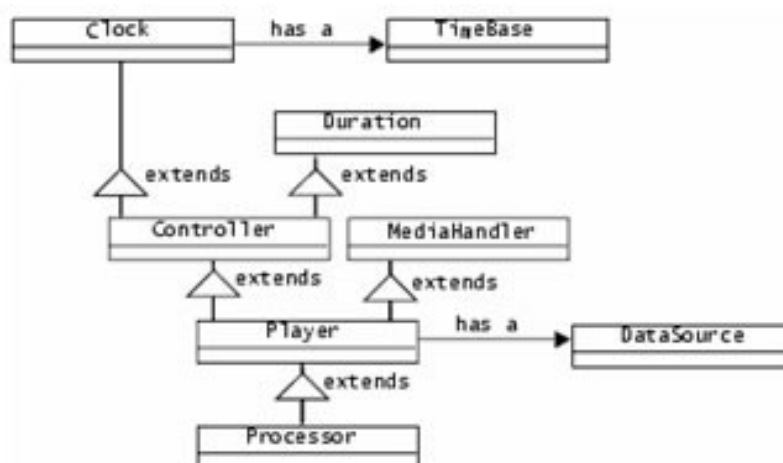 Clock
has a
TimeBase
Duration
extends
extends
Controller
MediaHandler
extends
extends
Player
has a
DataSource
extends
Processor